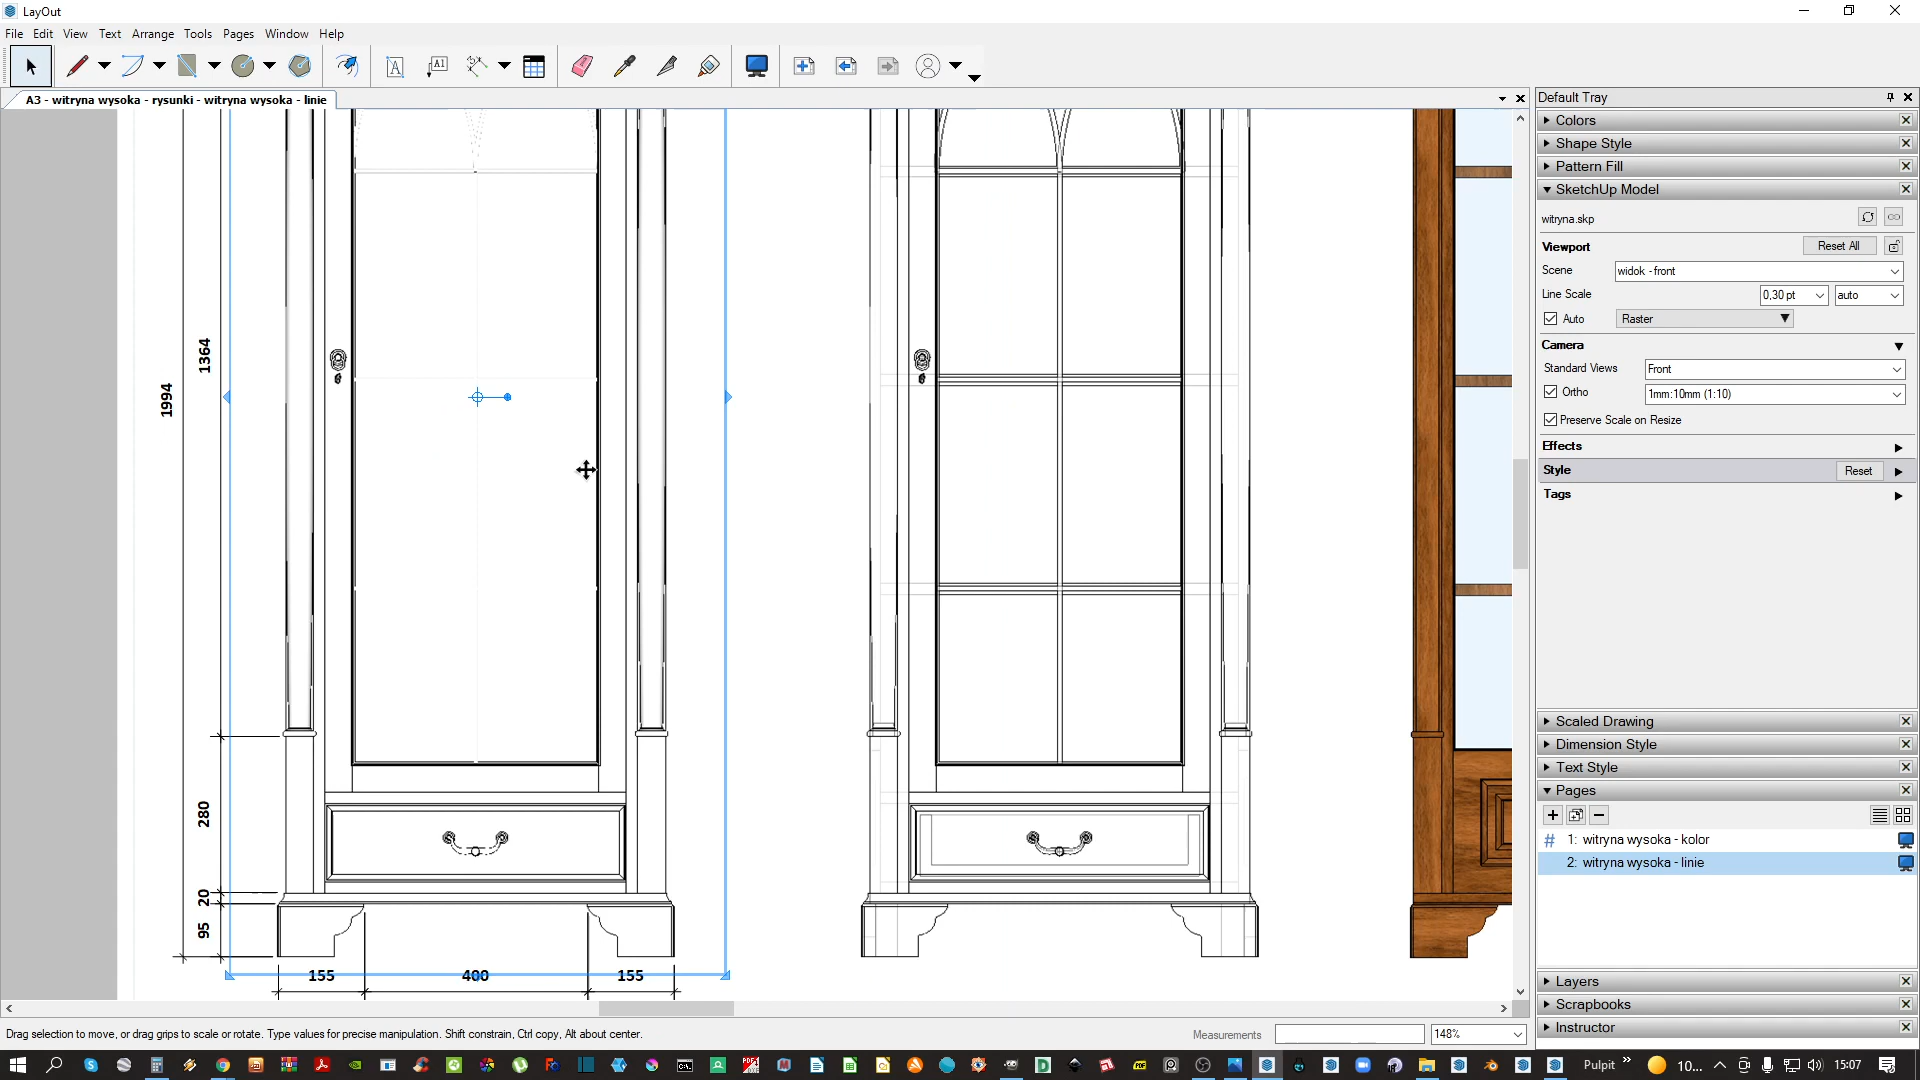 LayOut
File Edit View Text Arrange Tools Pages Window Help
A3 - witryna wysoka - rysunki - witryna wysoka - linie
Default Tray
Colors
Shape Style
Pattern Fill
SketchUp Model
witryna.skp
Viewport Reset All
Scene widok - front
Line Scale 0,30 pt auto
Auto Raster
Camera
Standard Views Front
Ortho 1mm:10mm (1:10)
Preserve Scale on Resize
Effects
Style Reset
Tags
Scaled Drawing
Dimension Style
Text Style
Pages
# 1: witryna wysoka - kolor
2: witryna wysoka - linie
Layers
Scrapbooks
Instructor
1994
1364
280
20
95
155 400 155
Drag selection to move, or drag grips to scale or rotate. Type values for precise manipulation. Shift constrain, Ctrl copy, Alt about center.
Measurements 148%
Pulpit » 10... 15:07